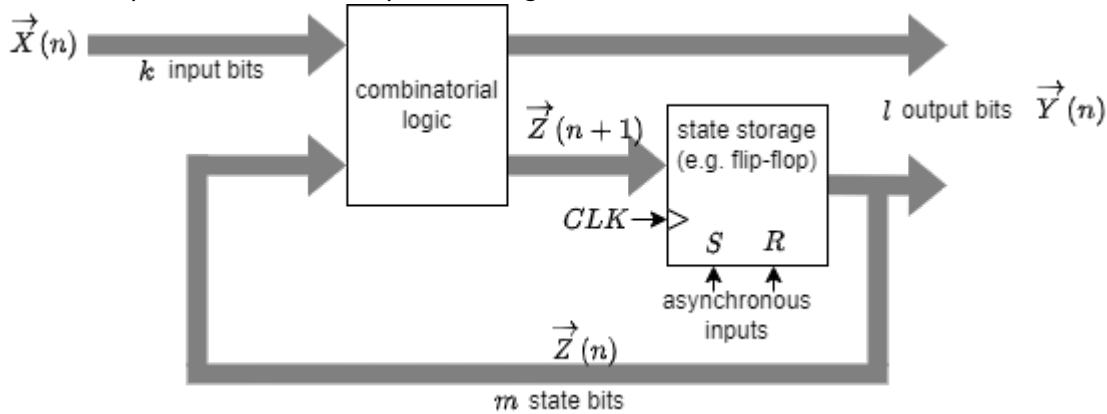 X⃗(n)
k input bits
combinatorial
logic
Z⃗(n+1)
state storage
(e.g. flip-flop)
l output bits Y⃗(n)
CLK
S R
asynchronous
inputs
Z⃗(n)
m state bits